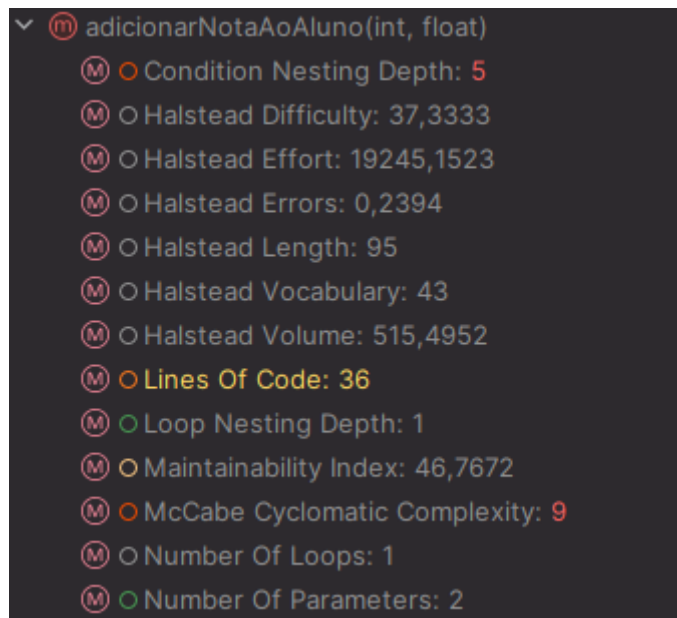 adicionarNotaAoAluno(int, float)
Condition Nesting Depth: 5
Halstead Difficulty: 37,3333
Halstead Effort: 19245,1523
Halstead Errors: 0,2394
Halstead Length: 95
Halstead Vocabulary: 43
Halstead Volume: 515,4952
Lines Of Code: 36
Loop Nesting Depth: 1
Maintainability Index: 46,7672
McCabe Cyclomatic Complexity: 9
Number Of Loops: 1
Number Of Parameters: 2